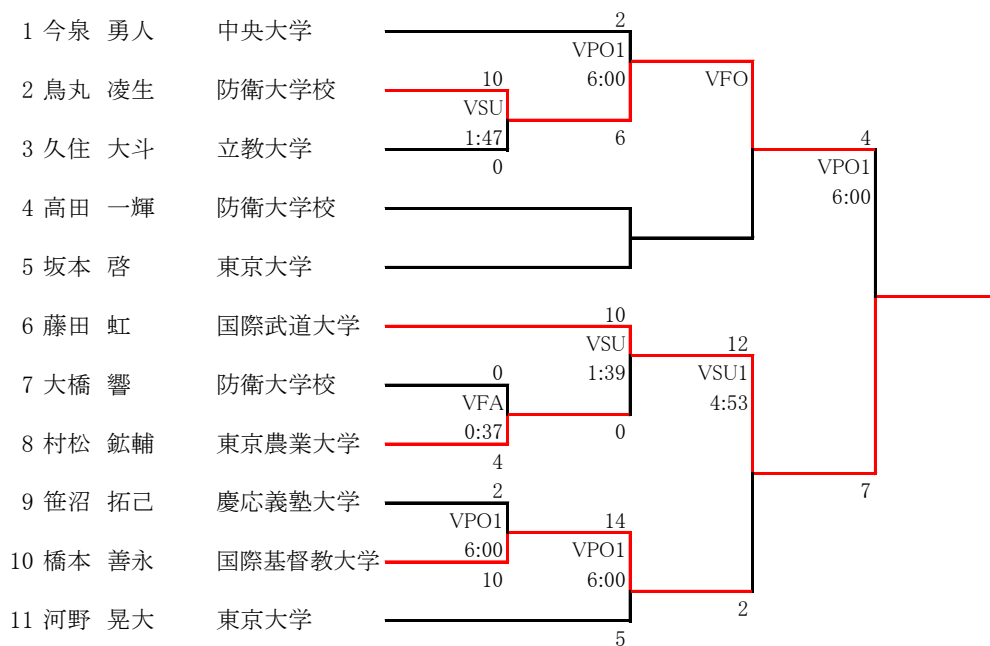 2
1 今泉 勇人 中央大学
VPO1
10 6:00 VFO
2 鳥丸 凌生 防衛大学校
VSU
1:47 6 4
3 久住 大斗 立教大学
0 VPO1
6:00
4 高田 一輝 防衛大学校
5 坂本 啓 東京大学
10
6 藤田 虹 国際武道大学
VSU 12
0 1:39 VSU1
7 大橋 響 防衛大学校
VFA 4:53
0:37 0
8 村松 鉱輔 東京農業大学
4
2 7
9 笹沼 拓己 慶応義塾大学
VPO1 14
6:00 VPO1
10 橋本 善永 国際基督教大学
10 6:00
2
11 河野 晃大 東京大学
5